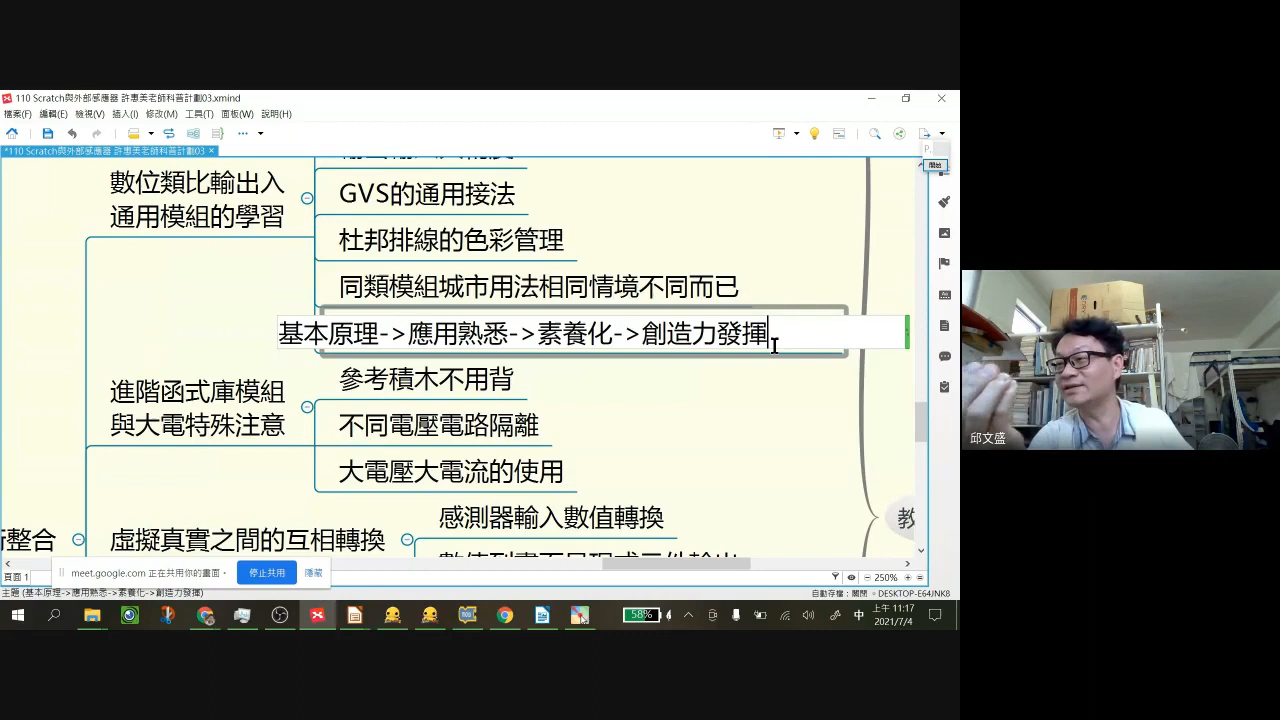 110 Scratch與外部感應器 許惠美老師科普計劃03.xmind
檔案(F) 編輯(E) 檢視(V) 插入(I) 修改(M) 工具(T) 面板(W) 說明(H)
*110 Scratch與外部感應器 許惠美老師科普計劃03
P..
開始
數位類比輸出入
通用模組的學習
GVS的通用接法
杜邦排線的色彩管理
同類模組城市用法相同情境不同而已
基本原理->應用熟悉->素養化->創造力發揮
進階函式庫模組
與大電特殊注意
參考積木不用背
不同電壓電路隔離
大電壓大電流的使用
整合
虛擬真實之間的互相轉換
感測器輸入數值轉換
教
邱文盛
meet.google.com 正在共用你的畫面。
停止共用
隱藏
頁面 1
250%
主題 (基本原理->應用熟悉->素養化->創造力發揮)
自動存檔：關閉
DESKTOP-E64JNK8
58%
中
上午 11:17
2021/7/4